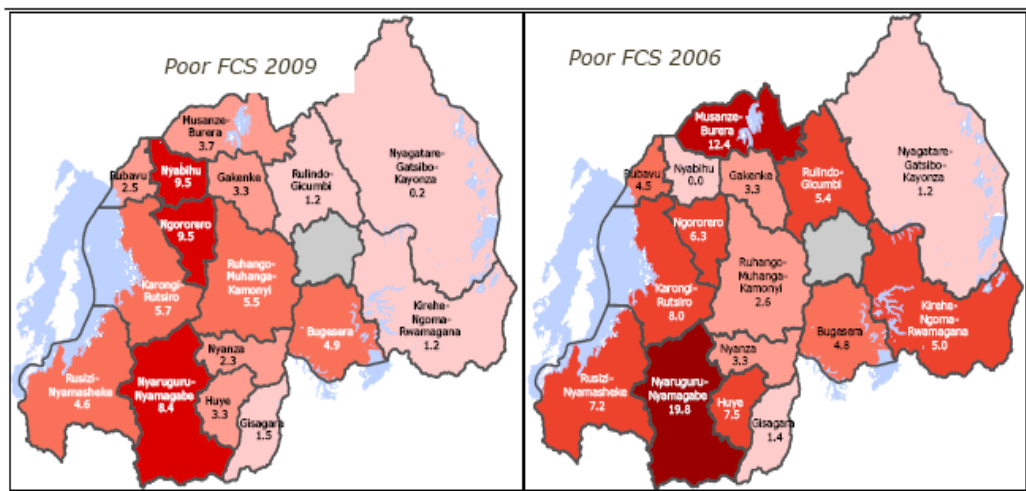 Poor FCS 2009
Musanze-
Burera
3.7
Rubavu
2.5
Nyabihu
9.5
Gakenke
3.3
Rulindo-
Gicumbi
1.2
Nyagatare-
Gatsibo-
Kayonza
0.2
Ngororero
9.5
Karongi-
Rutsiro
5.7
Ruhango-
Muhanga-
Kamonyi
5.5
Kirehe-
Ngoma-
Rwamagana
1.2
Bugesera
4.9
Nyanza
2.3
Rusizi-
Nyamasheke
4.6
Nyaruguru-
Nyamagabe
8.4
Huye
3.3
Gisagara
1.5
Poor FCS 2006
Musanze-
Burera
12.4
Rubavu
4.5
Nyabihu
0.0
Gakenke
3.3
Rulindo-
Gicumbi
5.4
Nyagatare-
Gatsibo-
Kayonza
1.2
Ngororero
6.3
Karongi-
Rutsiro
8.0
Ruhango-
Muhanga-
Kamonyi
2.6
Kirehe-
Ngoma-
Rwamagana
5.0
Bugesera
4.8
Nyanza
3.3
Rusizi-
Nyamasheke
7.2
Nyaruguru-
Nyamagabe
19.8
Huye
7.5
Gisagara
1.4